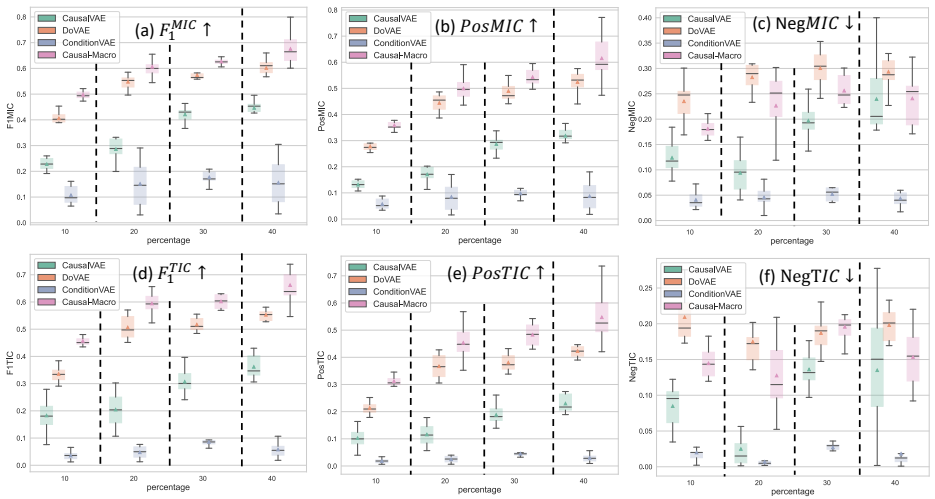 (a) F₁ᴹᴵᶜ ↑
CausalVAE
DoVAE
ConditionVAE
Causal-Macro
F1MIC
0.8
0.7
0.6
0.5
0.4
0.3
0.2
0.1
0.0
10
20
30
40
percentage
(b) PosMIC ↑
CausalVAE
DoVAE
ConditionVAE
Causal-Macro
PosMIC
0.8
0.7
0.6
0.5
0.4
0.3
0.2
0.1
0.0
10
20
30
40
percentage
(c) NegMIC ↓
CausalVAE
DoVAE
ConditionVAE
Causal-Macro
NegMIC
0.40
0.35
0.30
0.25
0.20
0.15
0.10
0.05
0.00
10
20
30
40
percentage
(d) F₁ᵀᴵᶜ ↑
CausalVAE
DoVAE
ConditionVAE
Causal-Macro
F1TIC
0.7
0.6
0.5
0.4
0.3
0.2
0.1
0.0
10
20
30
40
percentage
(e) PosTIC ↑
CausalVAE
DoVAE
ConditionVAE
Causal-Macro
PosTIC
0.7
0.6
0.5
0.4
0.3
0.2
0.1
0.0
10
20
30
40
percentage
(f) NegTIC ↓
CausalVAE
DoVAE
ConditionVAE
Causal-Macro
NegTIC
0.25
0.20
0.15
0.10
0.05
0.00
10
20
30
40
percentage